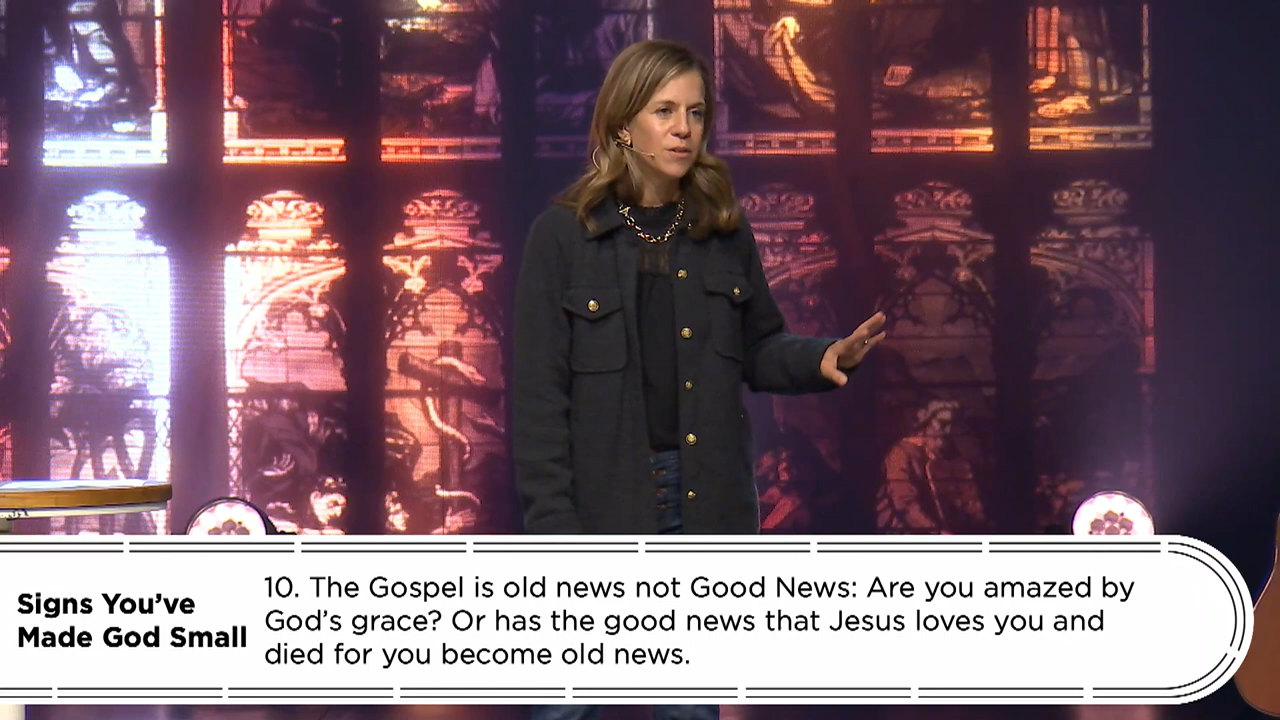 Signs You've
Made God Small
10. The Gospel is old news not Good News: Are you amazed by
God's grace? Or has the good news that Jesus loves you and
died for you become old news.